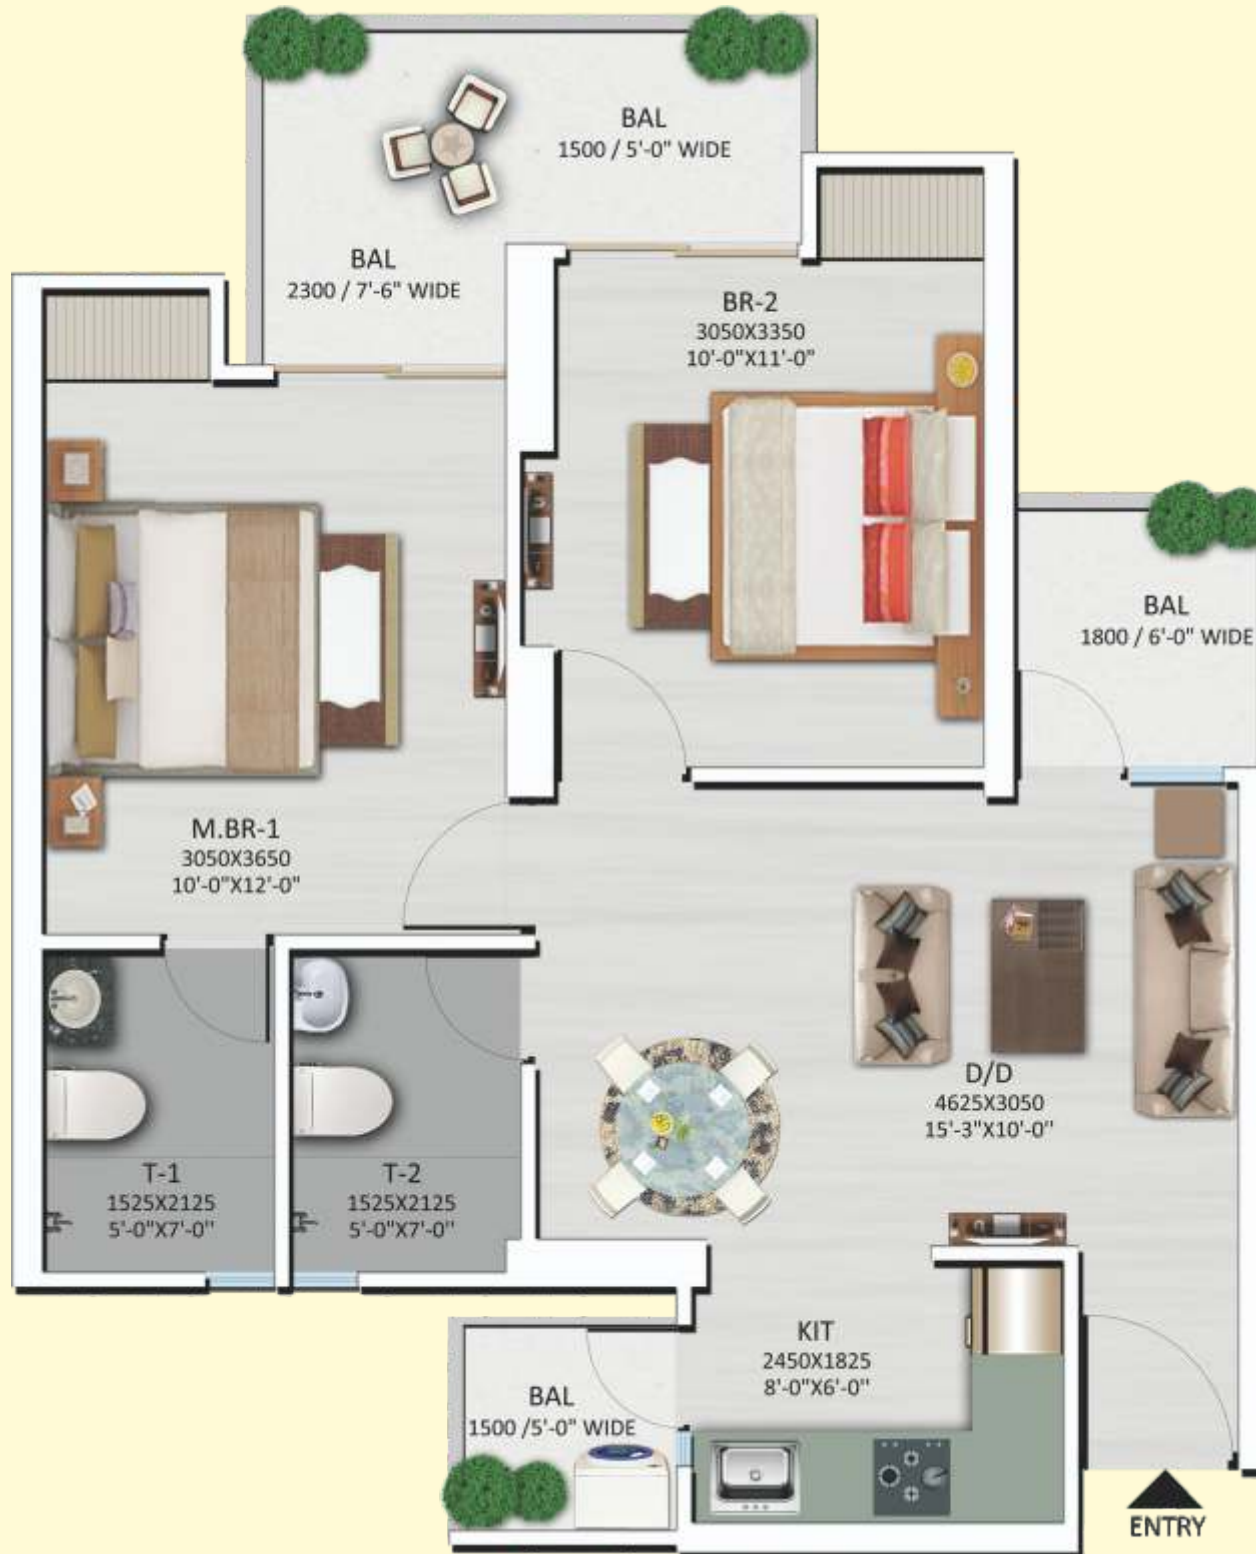 BAL
1500 / 5'-0" WIDE
BAL
2300 / 7'-6" WIDE
BR-2
3050X3350
10'-0"X11'-0"
BAL
1800 / 6'-0" WIDE
M.BR-1
3050X3650
10'-0"X12'-0"
D/D
4625X3050
15'-3"X10'-0"
T-1
1525X2125
5'-0"X7'-0"
T-2
1525X2125
5'-0"X7'-0"
KIT
2450X1825
8'-0"X6'-0"
BAL
1500 /5'-0" WIDE
ENTRY